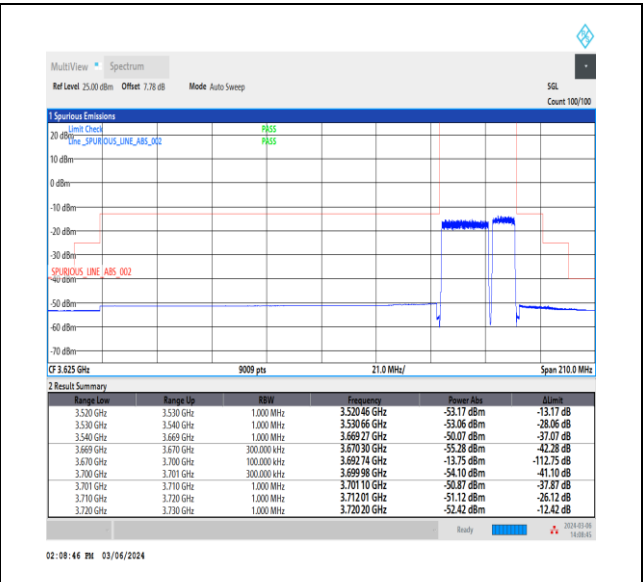 MultiView Spectrum
Ref Level 25.00 dBm Offset 7.78 dB Mode Auto Sweep SGL
Count 100/100
1 Spurious Emissions
Limit Check PASS
20 dBm
Line _SPURIOUS_LINE_ABS_002 PASS
10 dBm
0 dBm
-10 dBm
-20 dBm
-30 dBm
_SPURIOUS_LINE_ABS_002
-40 dBm
-50 dBm
-60 dBm
-70 dBm
CF 3.625 GHz 9009 pts 21.0 MHz/ Span 210.0 MHz
2 Result Summary
Range Low Range Up RBW Frequency Power Abs ΔLimit
3.520 GHz 3.530 GHz 1.000 MHz 3.520 46 GHz -53.17 dBm -13.17 dB
3.530 GHz 3.540 GHz 1.000 MHz 3.530 66 GHz -53.06 dBm -28.06 dB
3.540 GHz 3.669 GHz 1.000 MHz 3.669 27 GHz -50.07 dBm -37.07 dB
3.669 GHz 3.670 GHz 300.000 kHz 3.670 30 GHz -55.28 dBm -42.28 dB
3.670 GHz 3.700 GHz 100.000 kHz 3.692 74 GHz -13.75 dBm -112.75 dB
3.700 GHz 3.701 GHz 300.000 kHz 3.699 98 GHz -54.10 dBm -41.10 dB
3.701 GHz 3.710 GHz 1.000 MHz 3.701 10 GHz -50.87 dBm -37.87 dB
3.710 GHz 3.720 GHz 1.000 MHz 3.712 01 GHz -51.12 dBm -26.12 dB
3.720 GHz 3.730 GHz 1.000 MHz 3.720 20 GHz -52.42 dBm -12.42 dB
Ready 2024-03-06
14:08:45
02:08:46 PM 03/06/2024